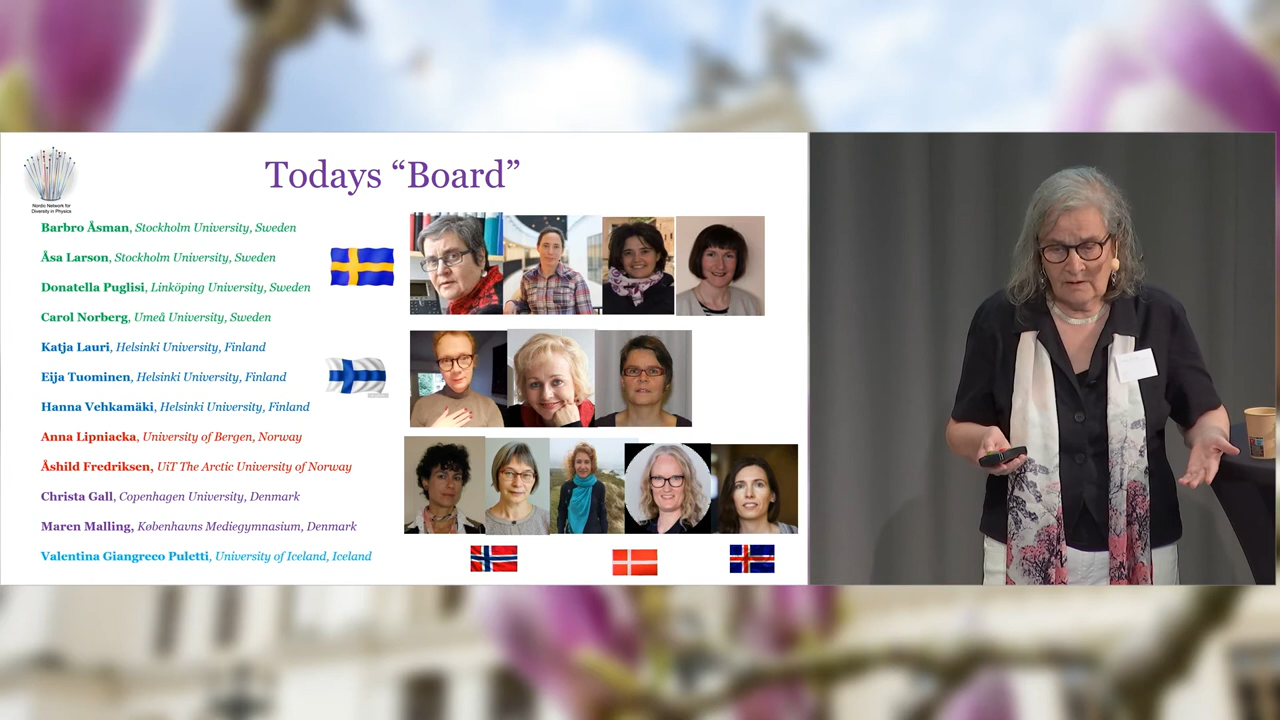 Nordic Network for
Diversity in Physics
Todays “Board”
Barbro Åsman, Stockholm University, Sweden
Åsa Larson, Stockholm University, Sweden
Donatella Puglisi, Linköping University, Sweden
Carol Norberg, Umeå University, Sweden
Katja Lauri, Helsinki University, Finland
Eija Tuominen, Helsinki University, Finland
Hanna Vehkamäki, Helsinki University, Finland
Anna Lipniacka, University of Bergen, Norway
Åshild Fredriksen, UiT The Arctic University of Norway
Christa Gall, Copenhagen University, Denmark
Maren Malling, Københavns Mediegymnasium, Denmark
Valentina Giangreco Puletti, University of Iceland, Iceland